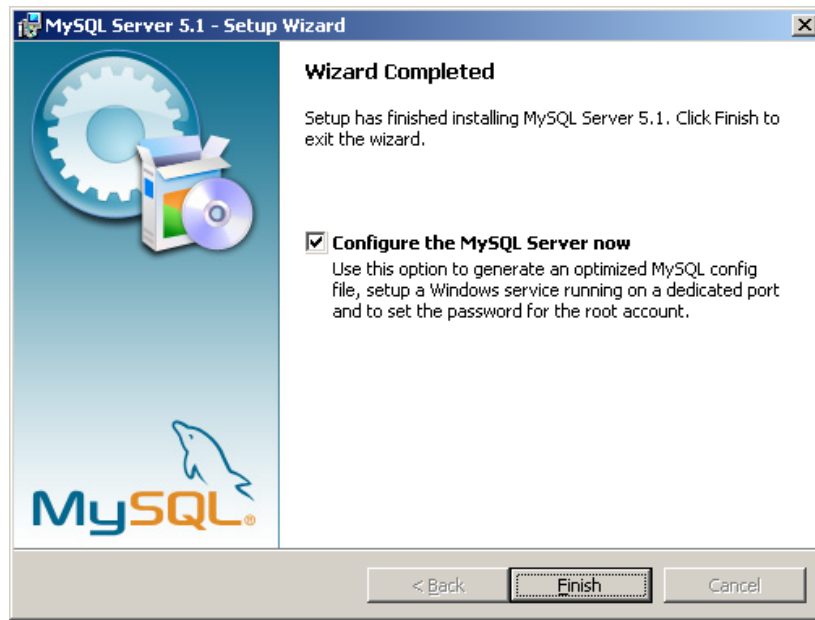 MySQL Server 5.1 - Setup Wizard
Wizard Completed
Setup has finished installing MySQL Server 5.1. Click Finish to
exit the wizard.
Configure the MySQL Server now
Use this option to generate an optimized MySQL config
file, setup a Windows service running on a dedicated port
and to set the password for the root account.
MySQL®
< Back
Finish
Cancel